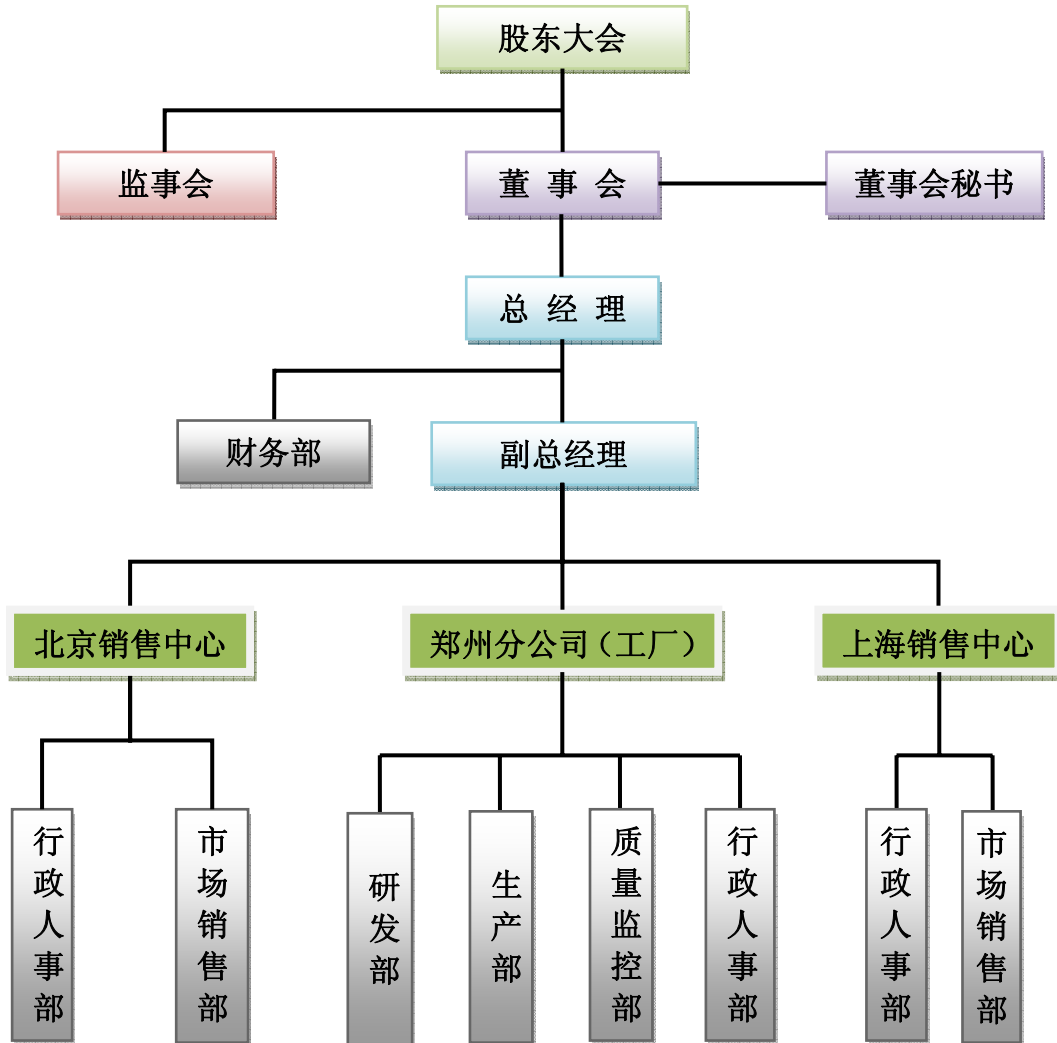 股东大会
监事会
董 事 会
董事会秘书
总 经 理
财务部
副总经理
北京销售中心
郑州分公司（工厂）
上海销售中心
行政人事部
市场销售部
研发部
生产部
质量监控部
行政人事部
行政人事部
市场销售部